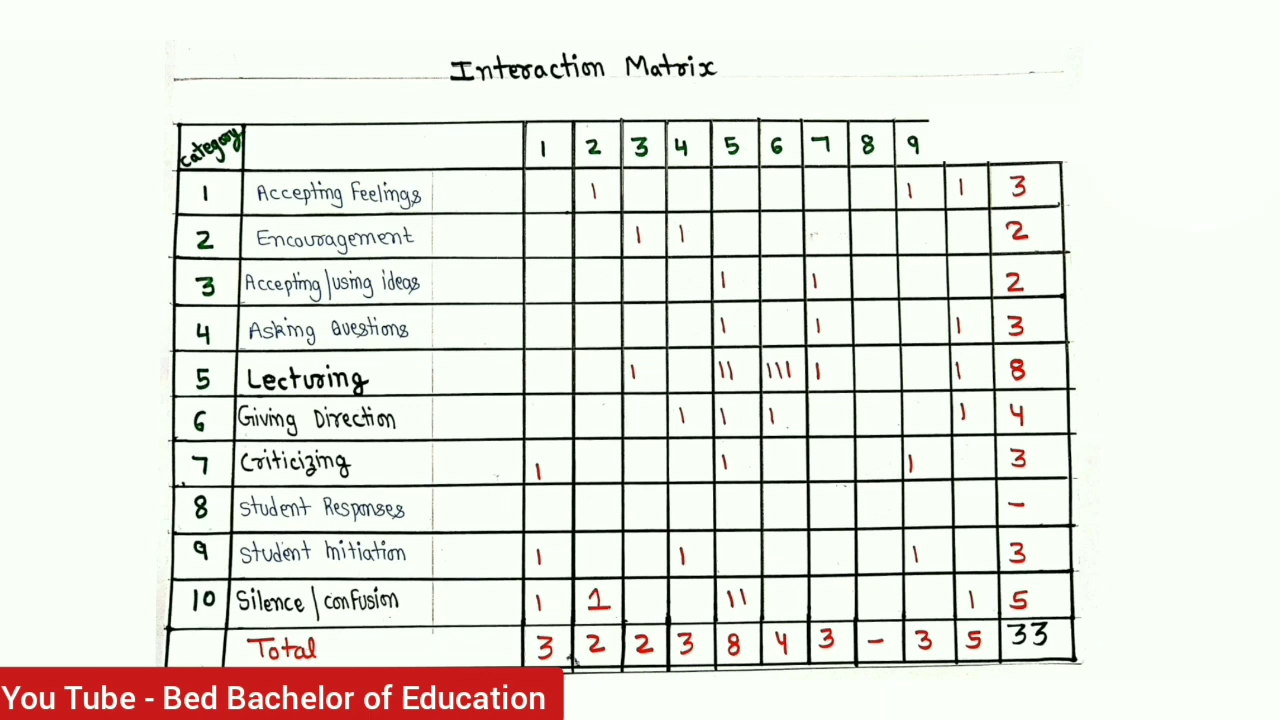 Interaction Matrix
Category 1 2 3 4 5 6 7 8 9
1 Accepting Feelings 1 1 1 3
2 Encouragement 1 1 2
3 Accepting/using ideas 1 1 2
4 Asking Questions 1 1 1 3
5 Lecturing 1 11 111 1 1 8
6 Giving Direction 1 1 1 1 4
7 Criticizing 1 1 1 3
8 Student Responses -
9 Student Initiation 1 1 1 3
10 Silence/confusion 1 1 11 1 5
Total 3 2 2 3 8 4 3 - 3 5 33
You Tube - Bed Bachelor of Education